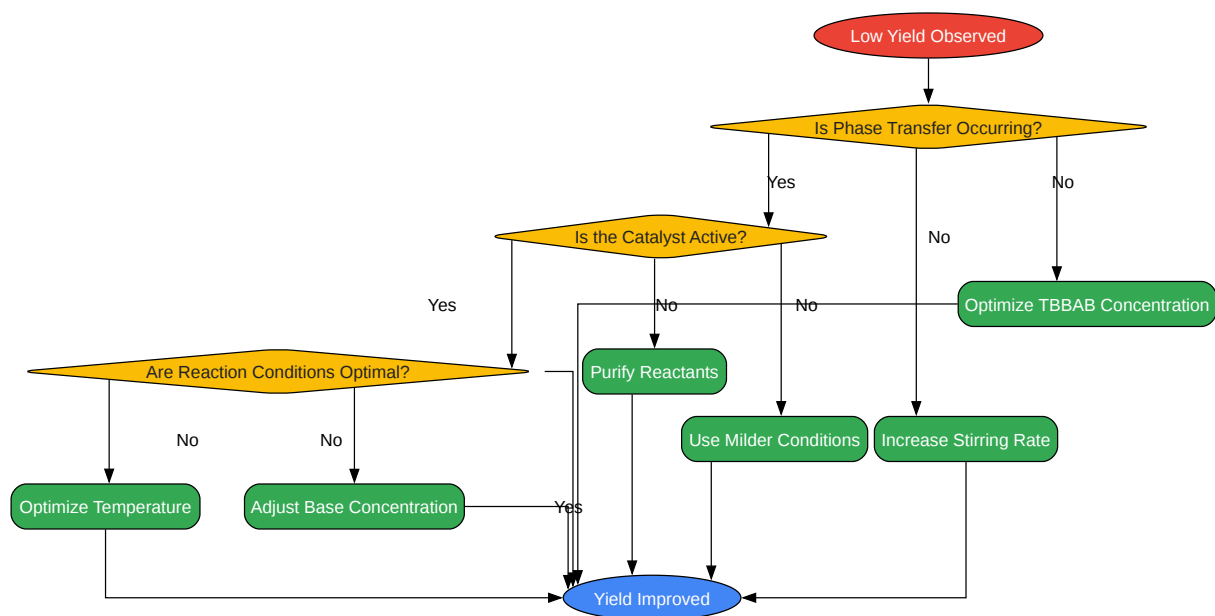 Low Yield Observed
Is Phase Transfer Occurring?
Yes
No
Is the Catalyst Active?
No
Optimize TBBAB Concentration
Yes
No
No
Are Reaction Conditions Optimal?
Purify Reactants
No
No
Use Milder Conditions
Increase Stirring Rate
Optimize Temperature
Adjust Base Concentration
Yes
Yield Improved